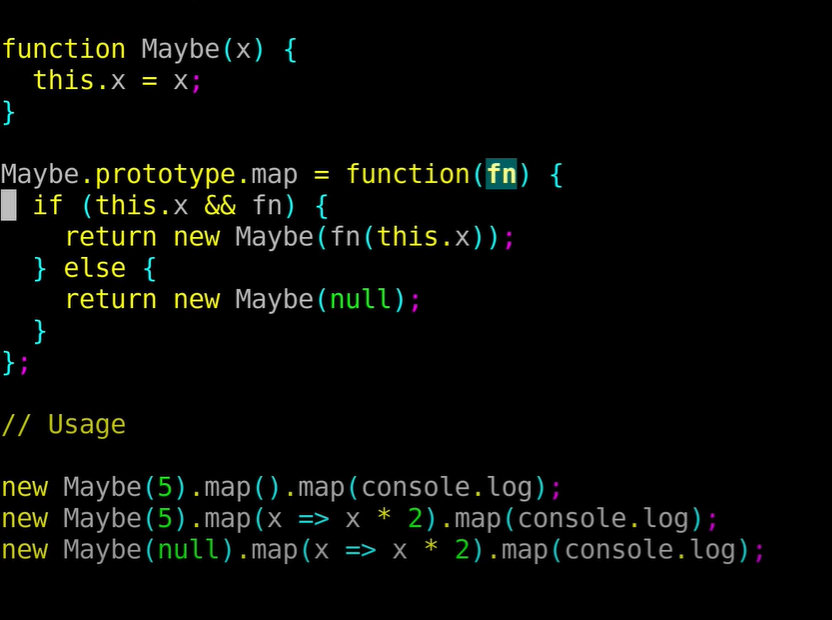 function Maybe(x) {
  this.x = x;
}

Maybe.prototype.map = function(fn) {
  if (this.x && fn) {
    return new Maybe(fn(this.x));
  } else {
    return new Maybe(null);
  }
};

// Usage

new Maybe(5).map().map(console.log);
new Maybe(5).map(x => x * 2).map(console.log);
new Maybe(null).map(x => x * 2).map(console.log);